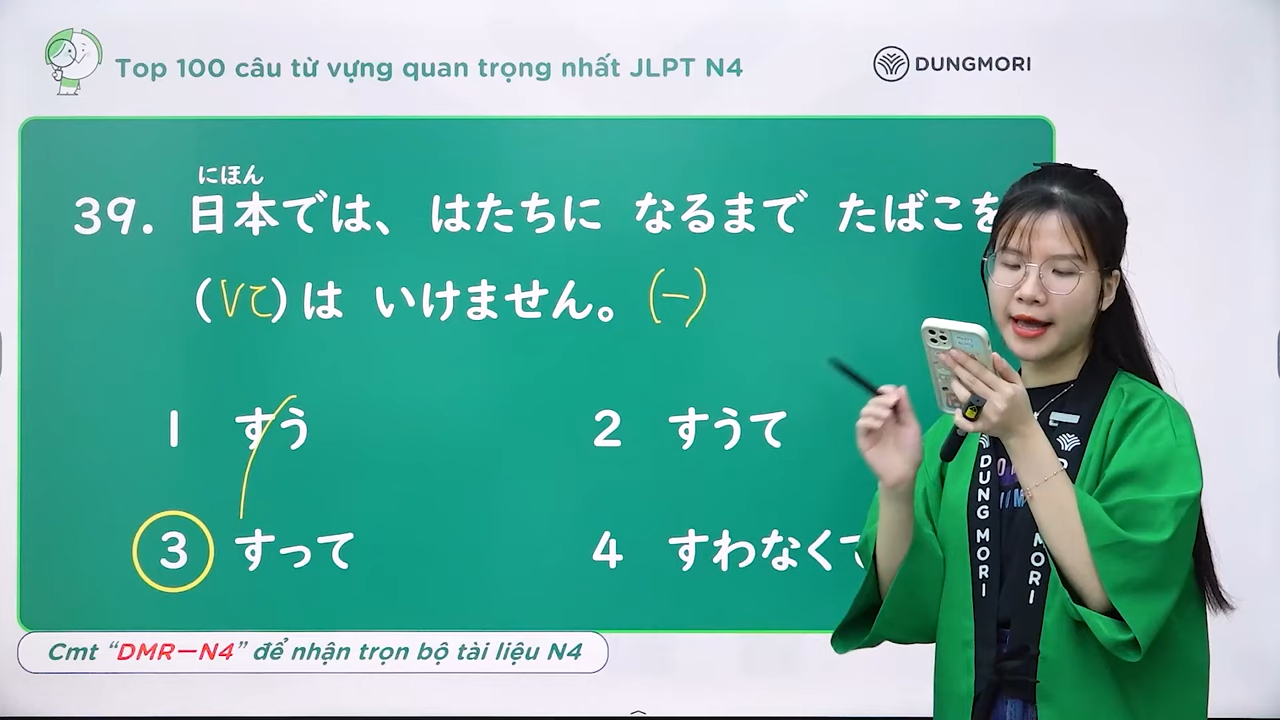 Top 100 câu từ vựng quan trọng nhất JLPT N4
DUNGMORI
にほん
39. 日本では、 はたちに なるまで たばこを
(Vて)は いけません。 (-)
1 すう
2 すうて
3 すって
4 すわなくて
DUNG MORI
MORI
Cmt “DMR-N4” để nhận trọn bộ tài liệu N4